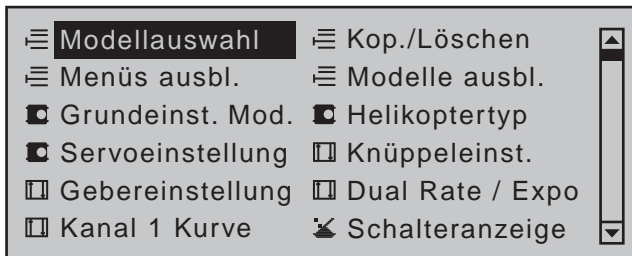 Modellauswahl Kop./Löschen
Menüs ausbl. Modelle ausbl.
Grundeinst. Mod. Helikoptertyp
Servoeinstellung Knüppeleinst.
Gebereinstellung Dual Rate / Expo
Kanal 1 Kurve Schalteranzeige